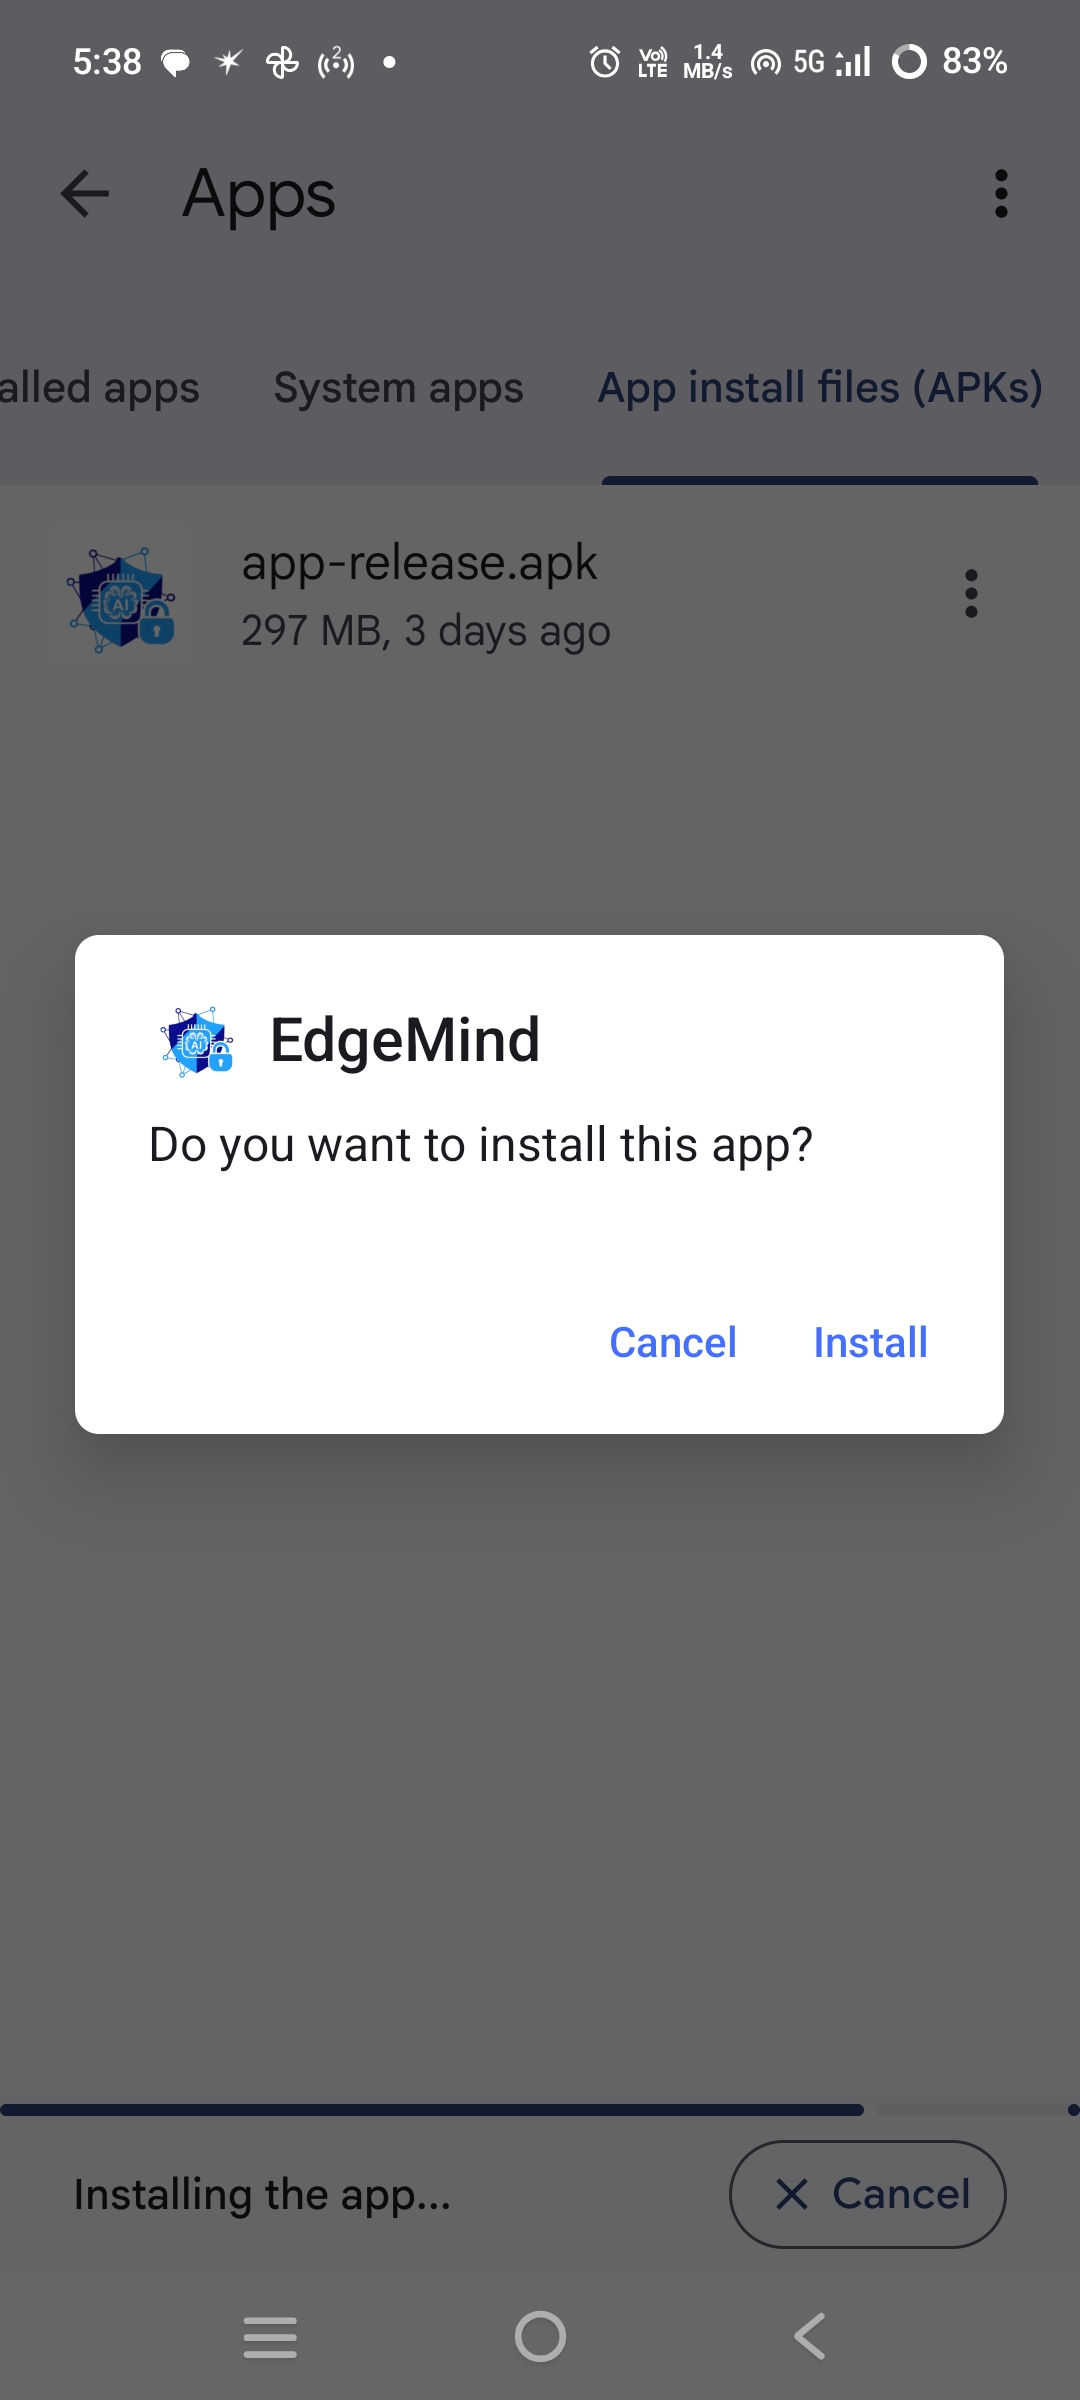 5:38 2 Vo) LTE 1.4 MB/s 5G 83%
Apps
alled apps System apps App install files (APKs)
AI
app-release.apk
297 MB, 3 days ago
AI
EdgeMind
Do you want to install this app?
Cancel Install
Installing the app... Cancel